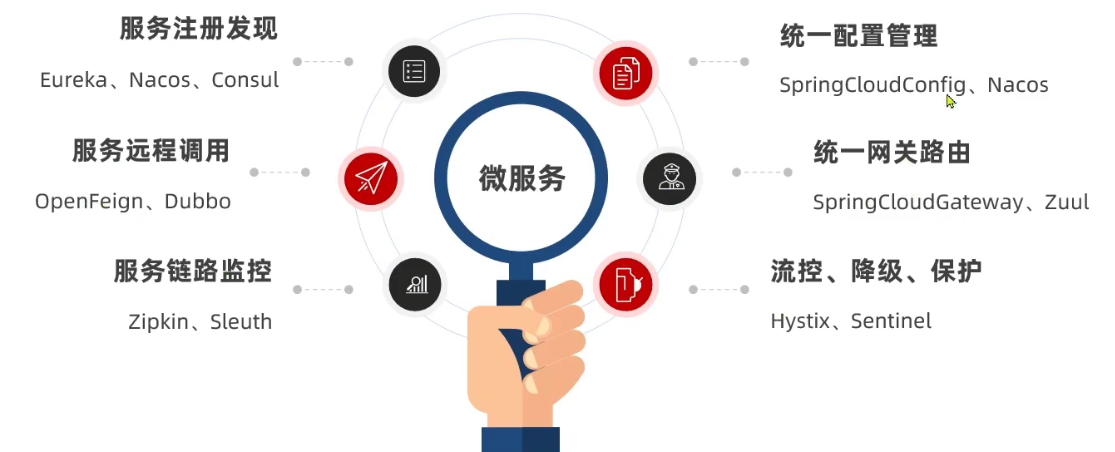 服务注册发现
Eureka、Nacos、Consul
服务远程调用
OpenFeign、Dubbo
服务链路监控
Zipkin、Sleuth
微服务
统一配置管理
SpringCloudConfig、Nacos
统一网关路由
SpringCloudGateway、Zuul
流控、降级、保护
Hystix、Sentinel